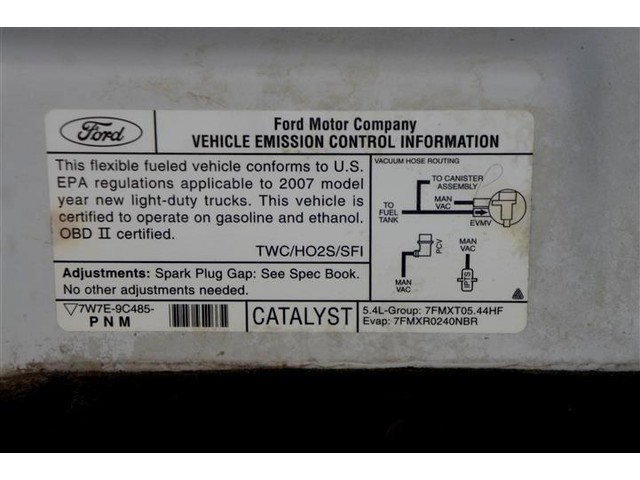 Ford
Ford Motor Company
VEHICLE EMISSION CONTROL INFORMATION
This flexible fueled vehicle conforms to U.S.
EPA regulations applicable to 2007 model
year new light-duty trucks. This vehicle is
certified to operate on gasoline and ethanol.
OBD II certified.
TWC/HO2S/SFI
Adjustments: Spark Plug Gap: See Spec Book.
No other adjustments needed.
VACUUM HOSE ROUTING
TO CANISTER
ASSEMBLY
MAN
VAC
TO
FUEL
TANK
EVMV
PCV
MAN
VAC
MAN
VAC
IPTS
7W7E-9C485-
PNM
CATALYST
5.4L-Group: 7FMXT05.44HF
Evap: 7FMXR0240NBR